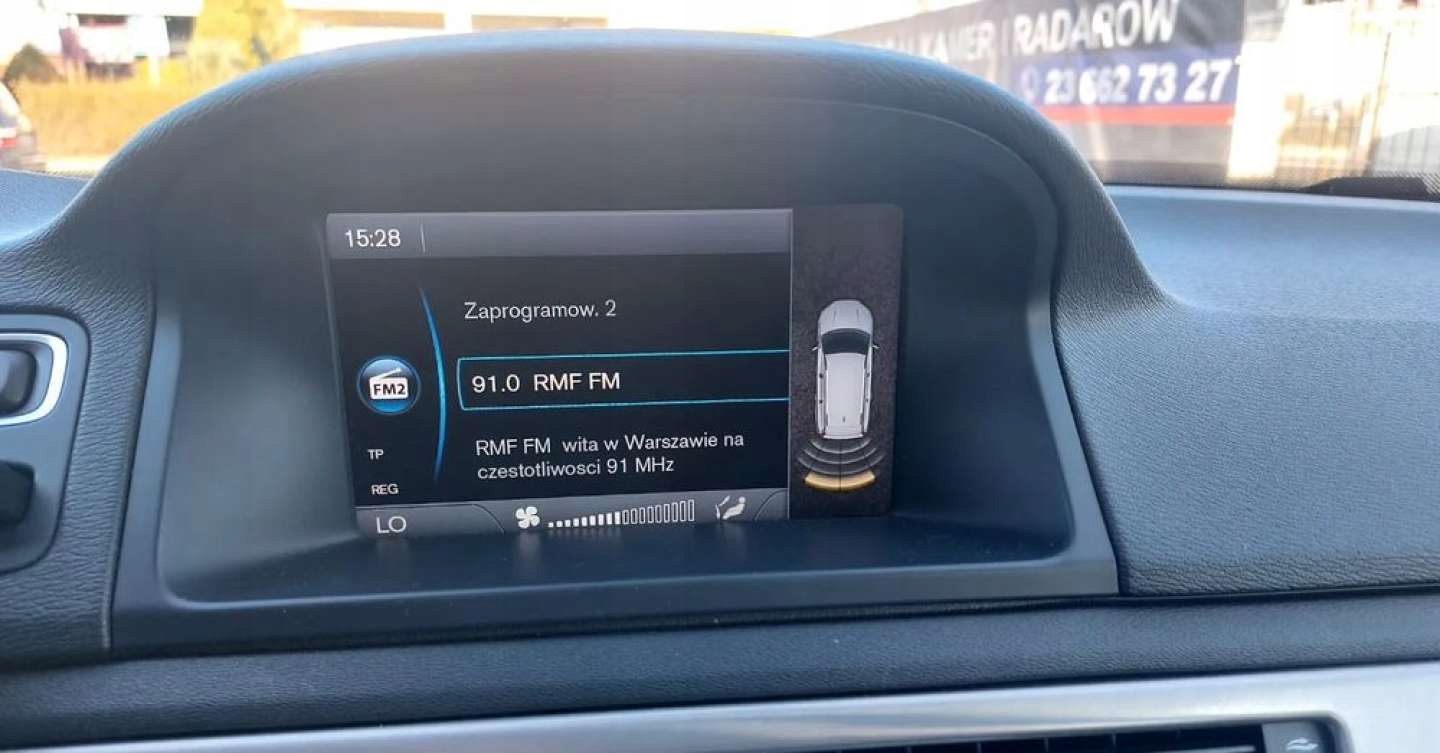 KAMER I RADARÓW
23 662 73 27
15:28
Zaprogramow. 2
FM2
91.0 RMF FM
RMF FM wita w Warszawie na
czestotliwosci 91 MHz
TP
REG
LO